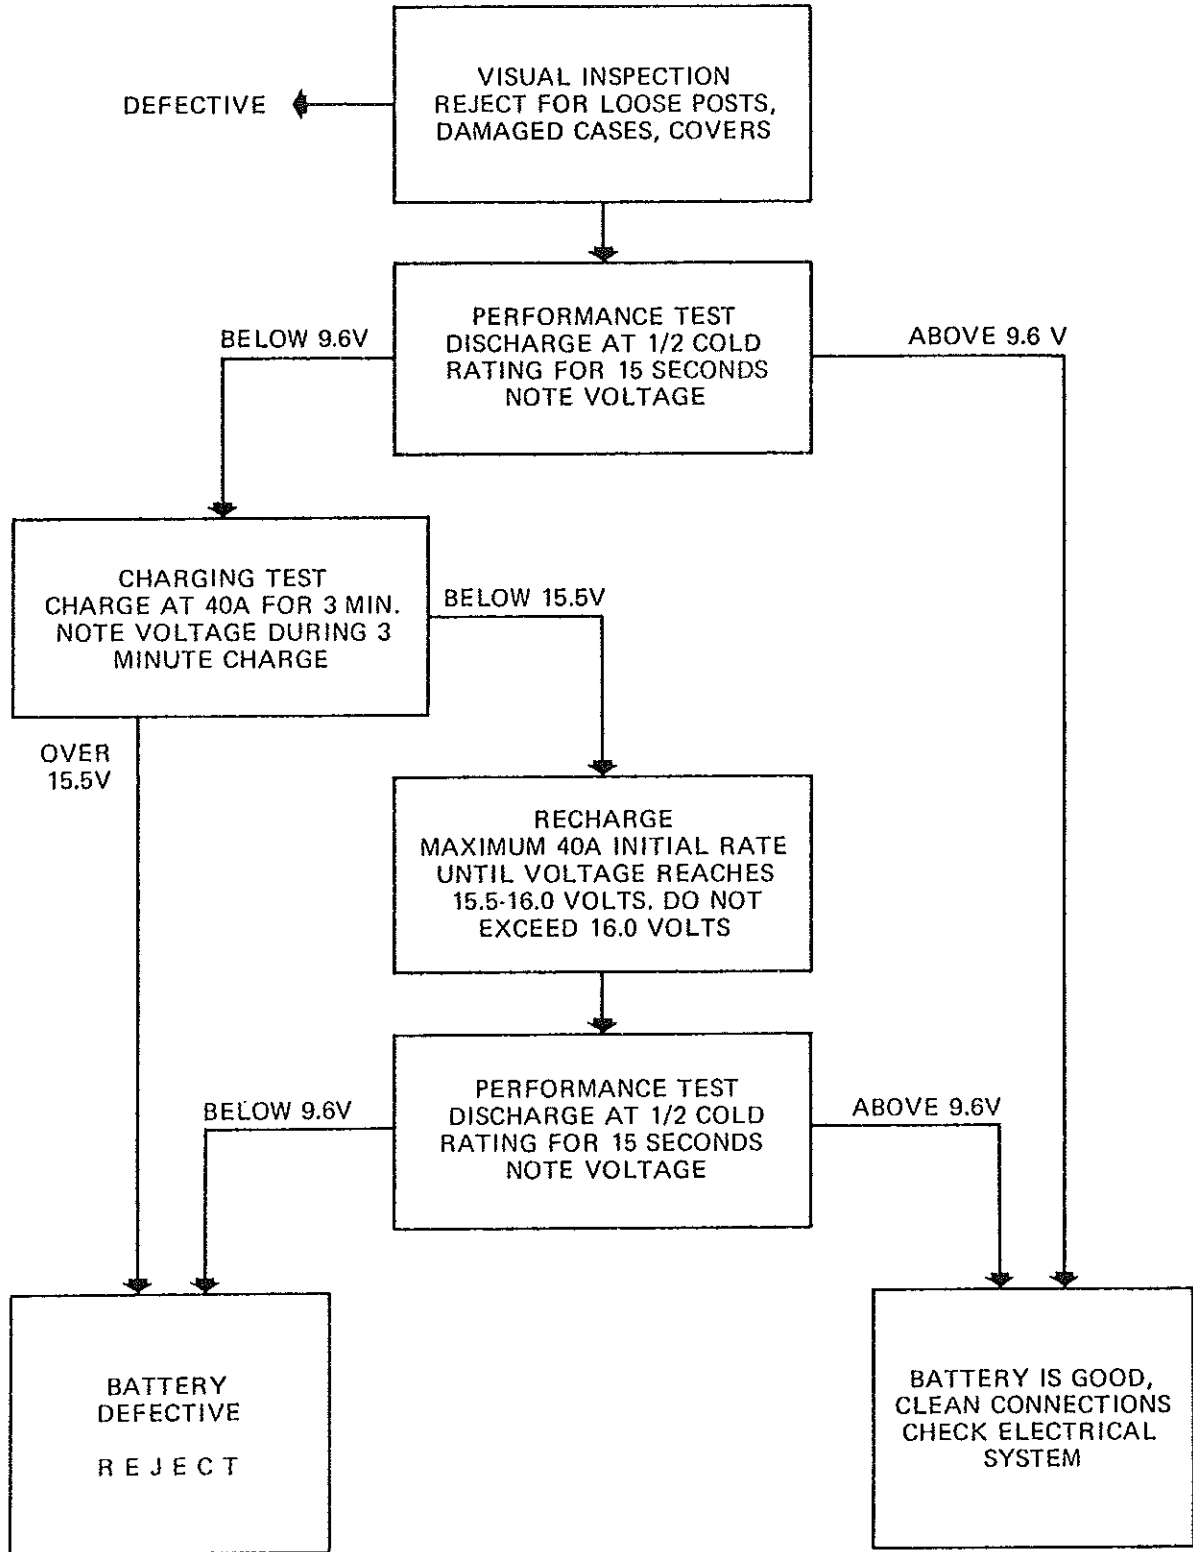 VISUAL INSPECTION
REJECT FOR LOOSE POSTS,
DAMAGED CASES, COVERS
DEFECTIVE
PERFORMANCE TEST
DISCHARGE AT 1/2 COLD
RATING FOR 15 SECONDS
NOTE VOLTAGE
BELOW 9.6V
ABOVE 9.6 V
CHARGING TEST
CHARGE AT 40A FOR 3 MIN.
NOTE VOLTAGE DURING 3
MINUTE CHARGE
BELOW 15.5V
OVER
15.5V
RECHARGE
MAXIMUM 40A INITIAL RATE
UNTIL VOLTAGE REACHES
15.5-16.0 VOLTS. DO NOT
EXCEED 16.0 VOLTS
PERFORMANCE TEST
DISCHARGE AT 1/2 COLD
RATING FOR 15 SECONDS
NOTE VOLTAGE
BELOW 9.6V
ABOVE 9.6V
BATTERY
DEFECTIVE
REJECT
BATTERY IS GOOD,
CLEAN CONNECTIONS
CHECK ELECTRICAL
SYSTEM